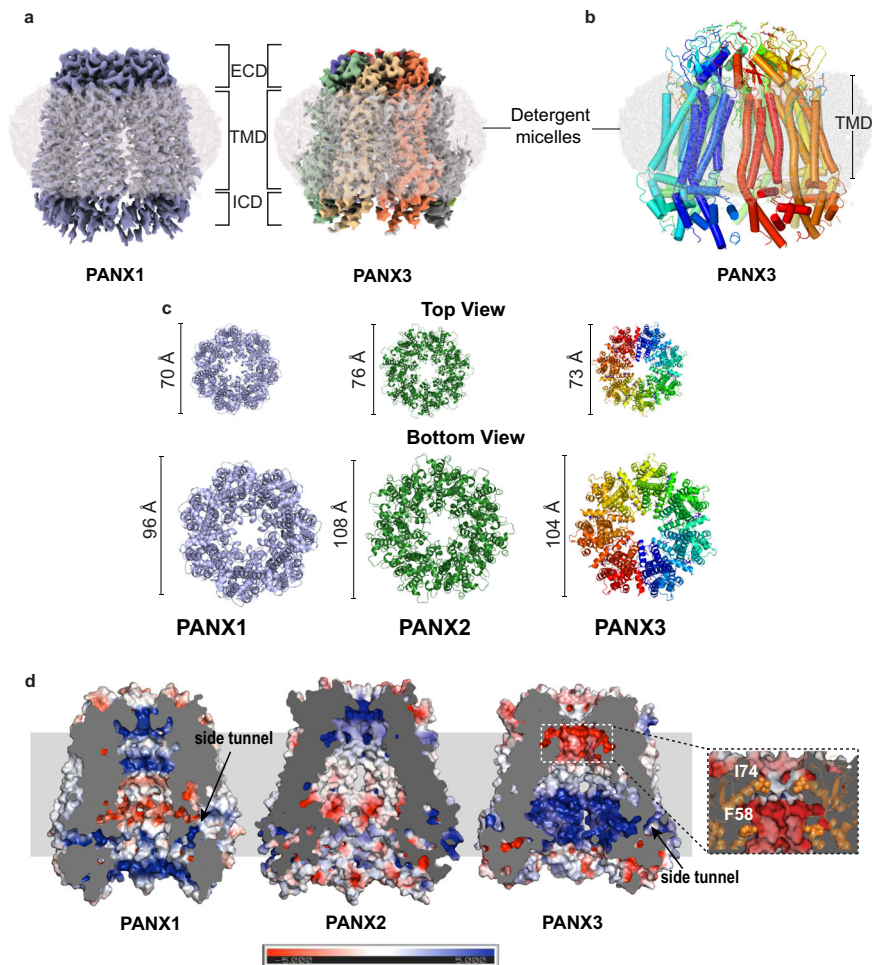 a
b
ECD
TMD
ICD
Detergent
micelles
TMD
PANX1
PANX3
PANX3
c
Top View
70 Å
76 Å
73 Å
Bottom View
96 Å
108 Å
104 Å
PANX1
PANX2
PANX3
d
side tunnel
I74
F58
side tunnel
PANX1
PANX2
PANX3
-5.000
5.000